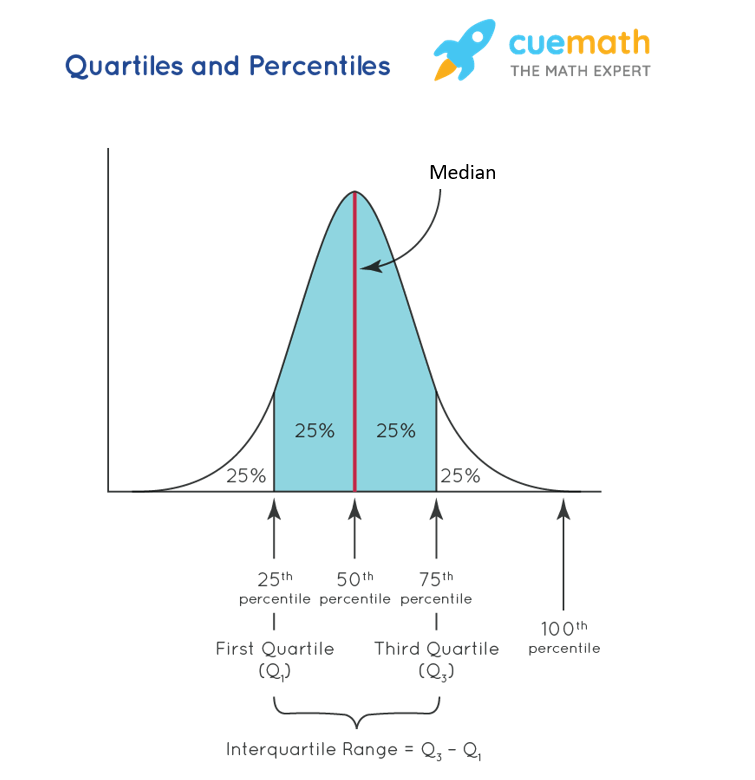 Quartiles and Percentiles
cuemath
THE MATH EXPERT
Median
25% 25%
25% 25%
25th 50th 75th
percentile percentile percentile
100th
percentile
First Quartile Third Quartile
(Q₁) (Q₃)
Interquartile Range = Q₃ - Q₁